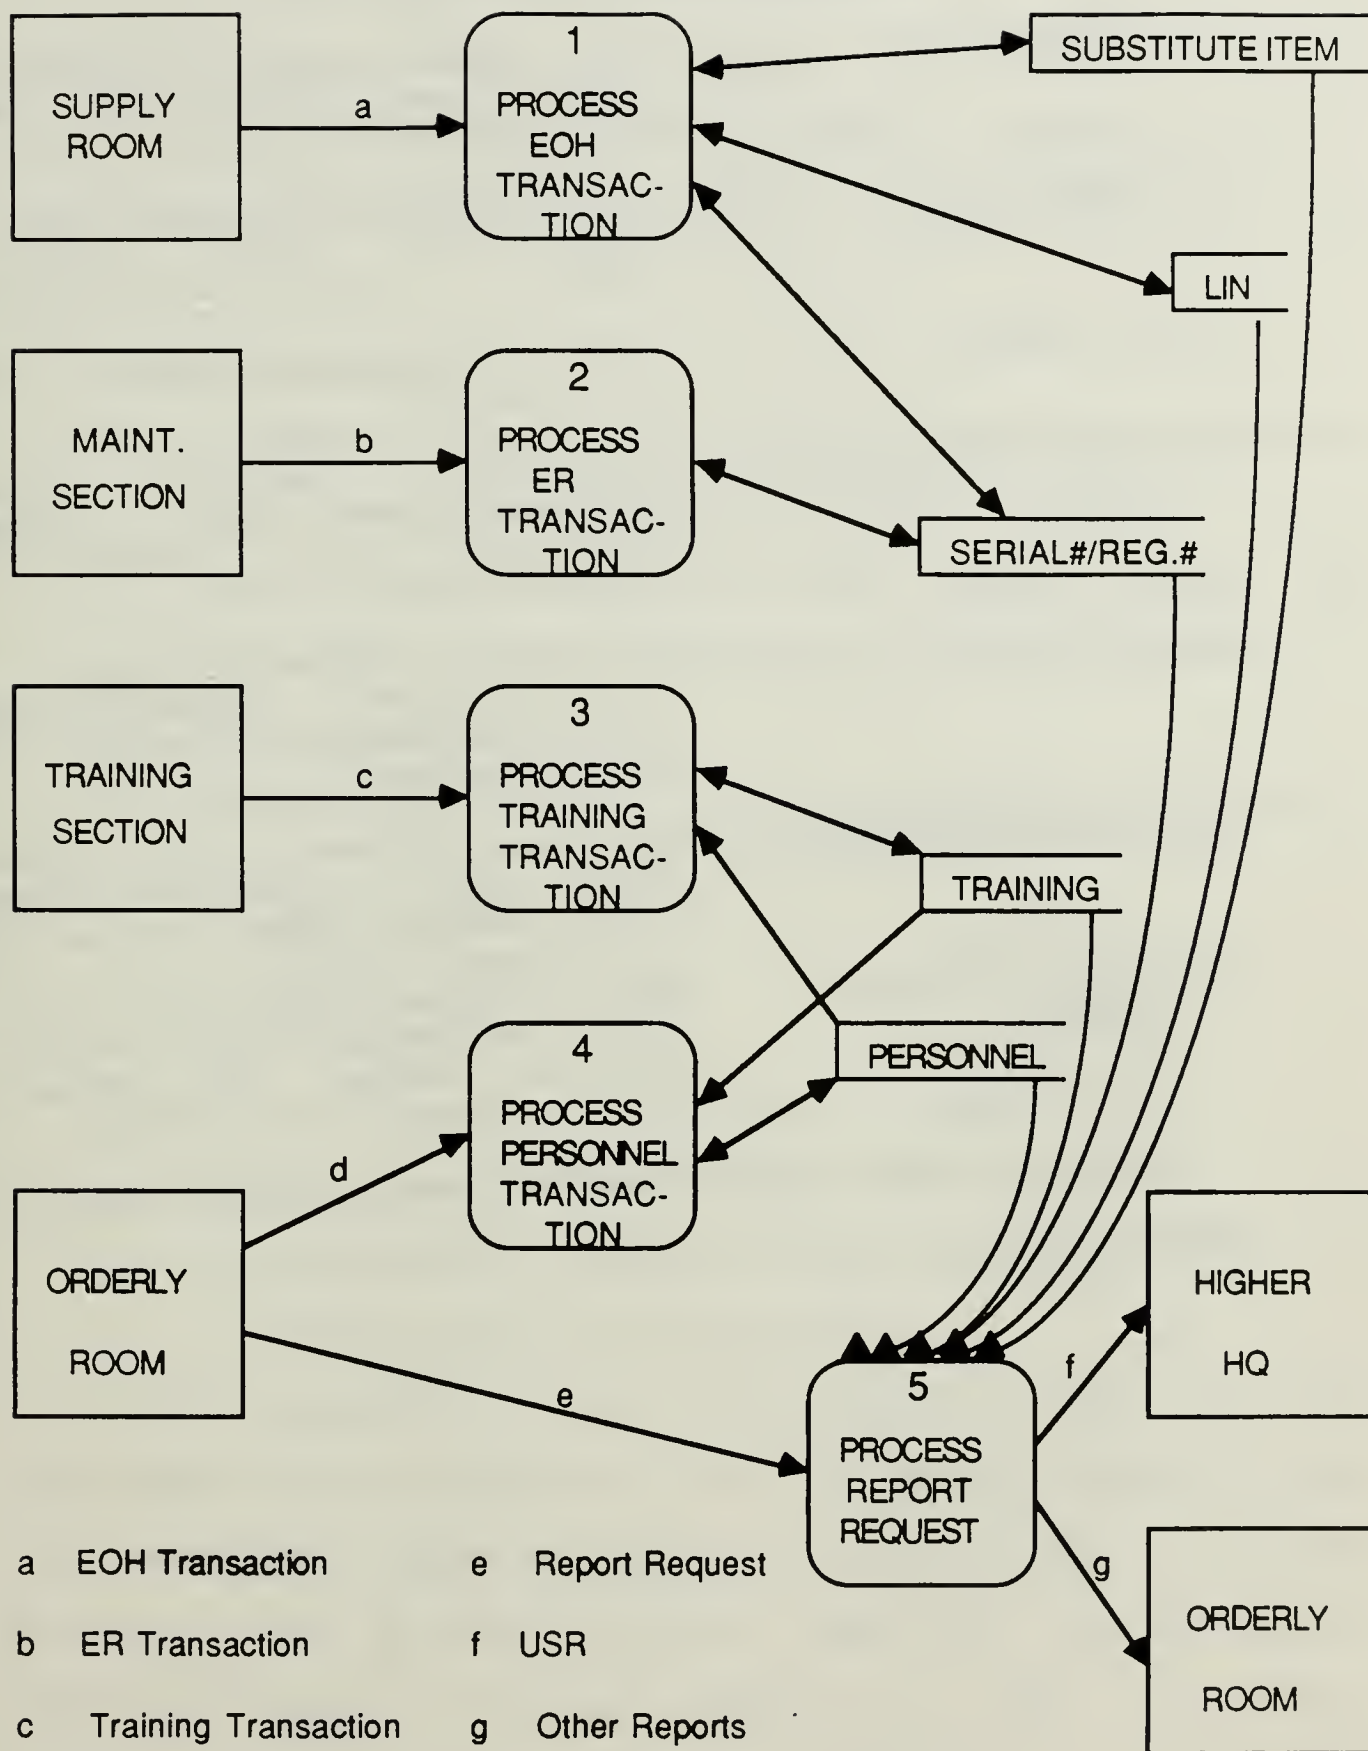 1
SUBSTITUTE ITEM
SUPPLY
ROOM
a
PROCESS
EOH
TRANSAC-
TION
LIN
2
MAINT.
SECTION
b
PROCESS
ER
TRANSAC-
TION
SERIAL#/REG.#
3
TRAINING
SECTION
c
PROCESS
TRAINING
TRANSAC-
TION
TRAINING
4
PERSONNEL
PROCESS
PERSONNEL
TRANSAC-
TION
d
ORDERLY
ROOM
e
HIGHER
HQ
f
5
PROCESS
REPORT
REQUEST
g
ORDERLY
ROOM
a EOH Transaction
e Report Request
b ER Transaction
f USR
c Training Transaction
g Other Reports